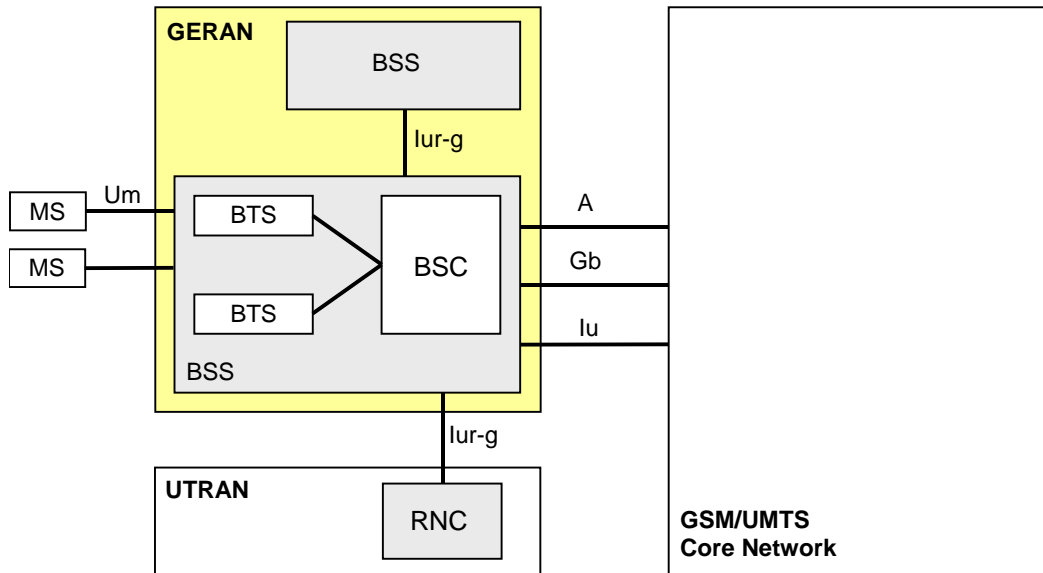 GERAN
BSS
Iur-g
MS
Um
BTS
A
BSC
MS
Gb
BTS
Iu
BSS
Iur-g
UTRAN
RNC
GSM/UMTS
Core Network